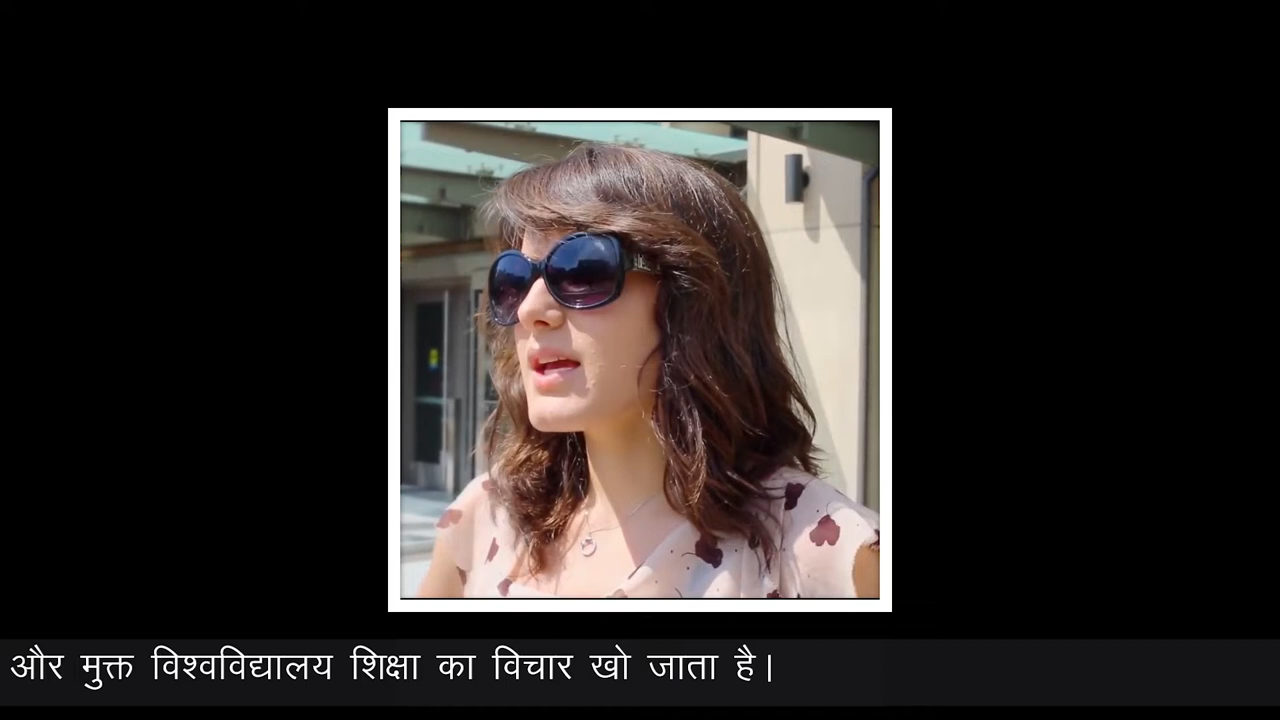 और मुक्त विश्वविद्यालय शिक्षा का विचार खो जाता है।